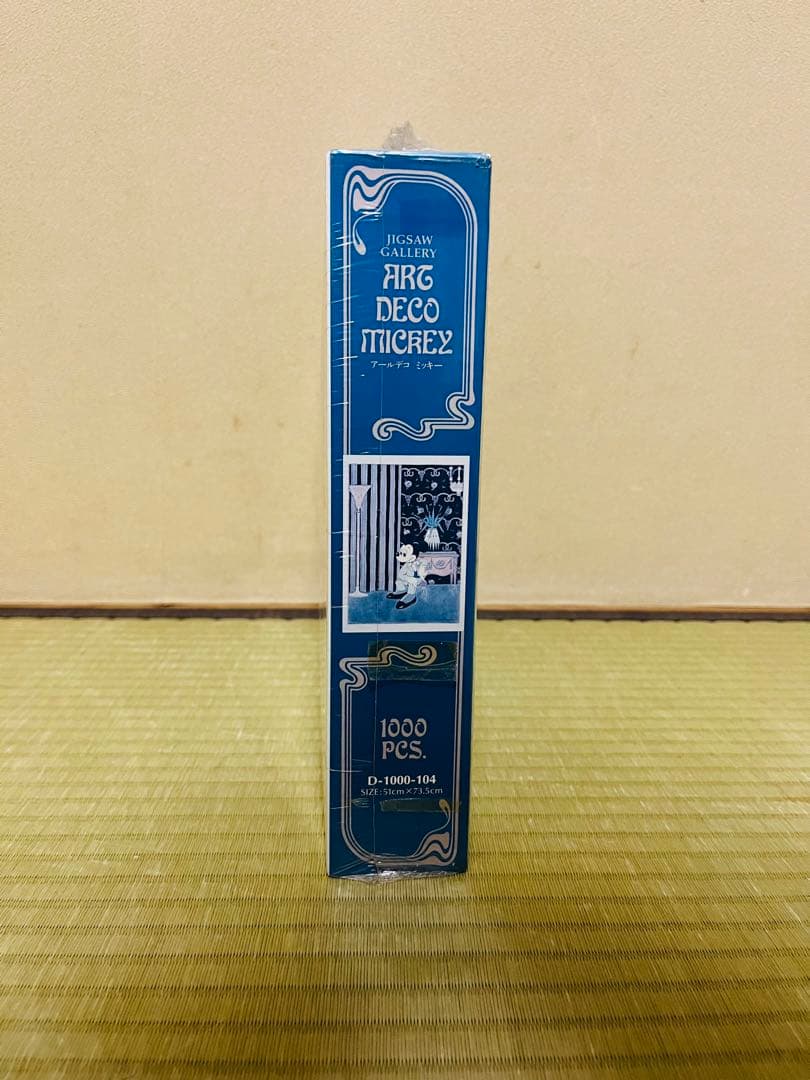 JIGSAW
GALLERY
ART
DECO
MICKEY
アールデコ ミッキー
1000
PCS.
D-1000-104
SIZE:51cm×73.5cm